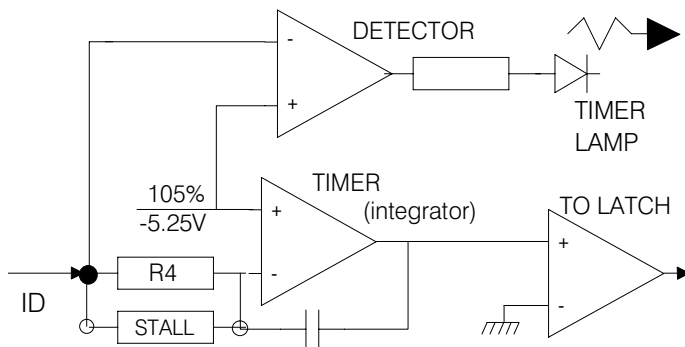 DETECTOR
-
+
TIMER
LAMP
105%
-5.25V
TIMER
(integrator)
TO LATCH
+
-
+
-
R4
ID
STALL